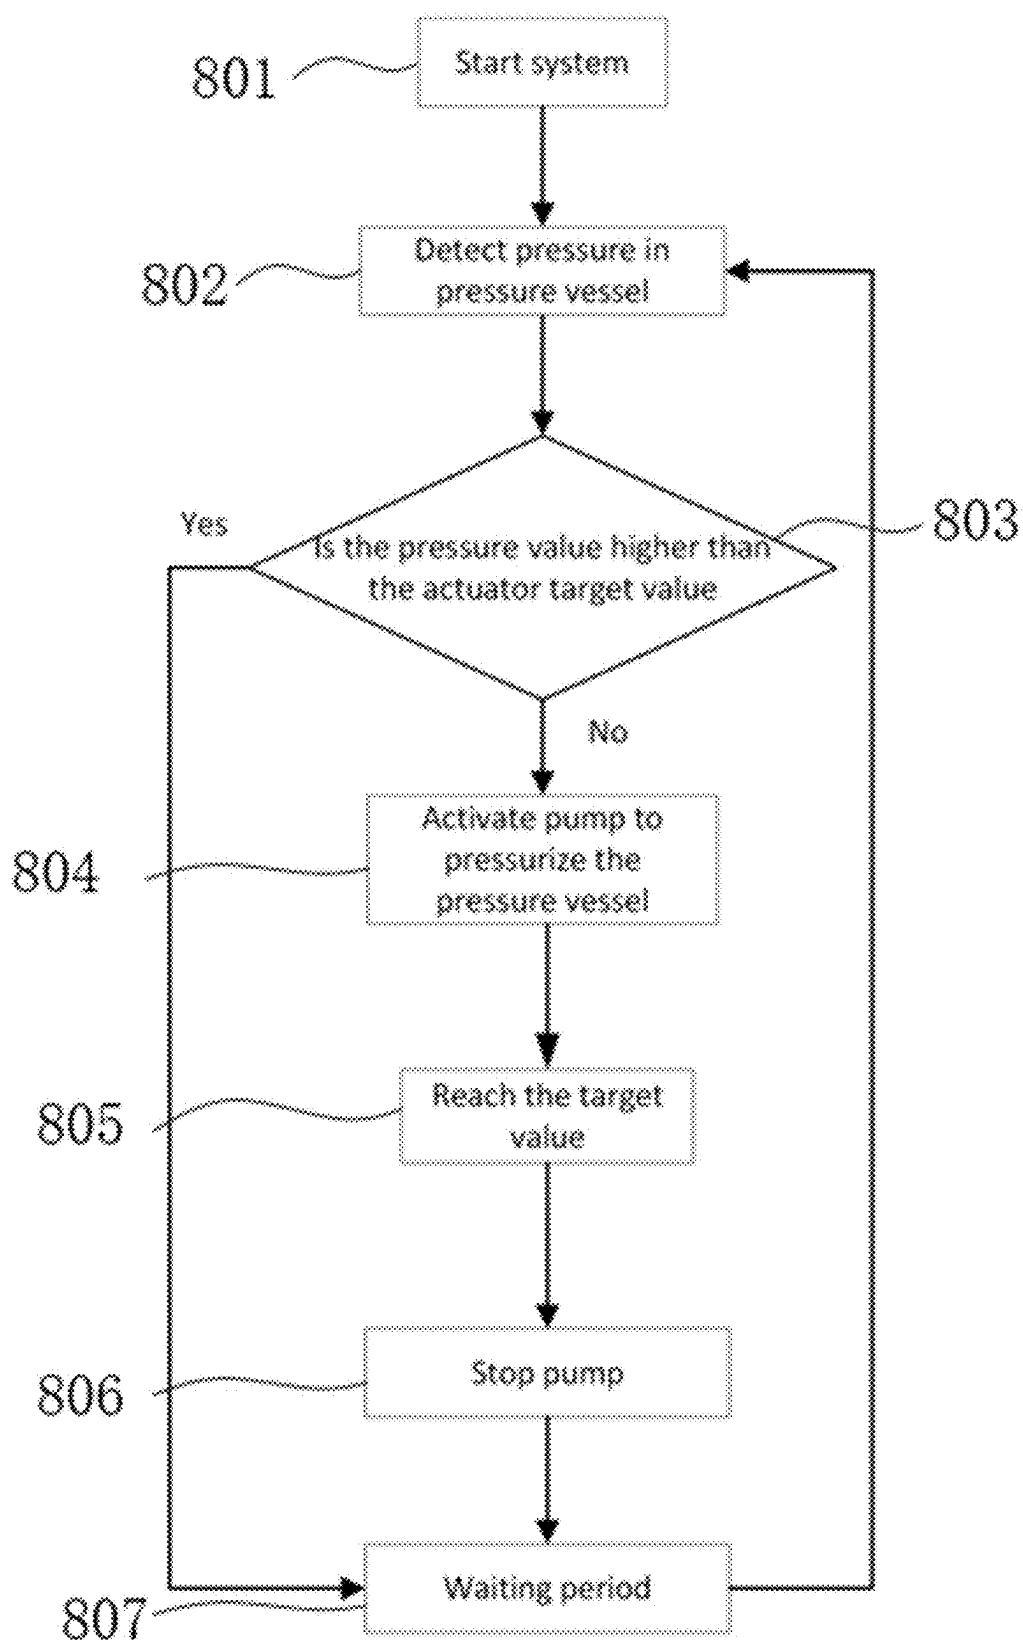 801
Start system
802
Detect pressure in
pressure vessel
Yes
803
Is the pressure value higher than
the actuator target value
No
804
Activate pump to
pressurize the
pressure vessel
805
Reach the target
value
806
Stop pump
807
Waiting period